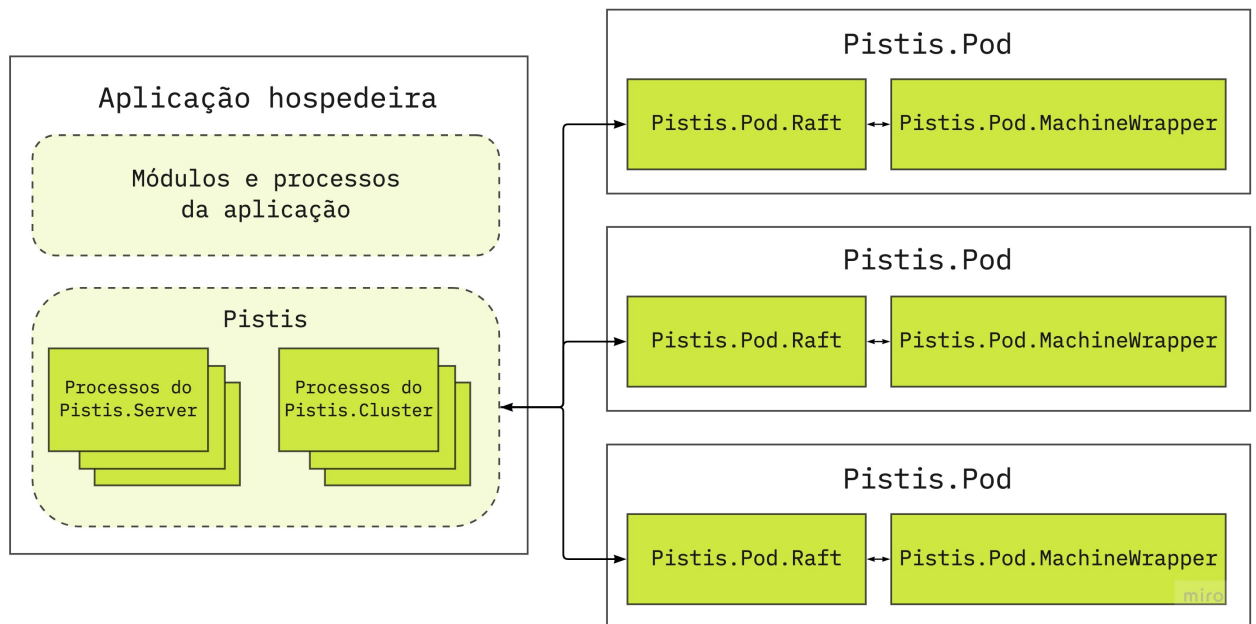 Aplicação hospedeira
Módulos e processos
da aplicação
Pistis
Processos do
Pistis.Server
Processos do
Pistis.Cluster
Pistis.Pod
Pistis.Pod.Raft
Pistis.Pod.MachineWrapper
Pistis.Pod
Pistis.Pod.Raft
Pistis.Pod.MachineWrapper
Pistis.Pod
Pistis.Pod.Raft
Pistis.Pod.MachineWrapper
miro